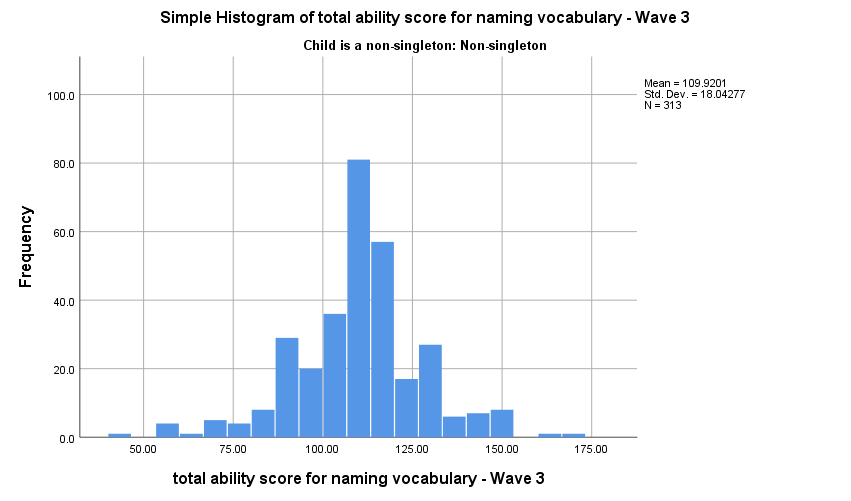 Simple Histogram of total ability score for naming vocabulary - Wave 3
Child is a non-singleton: Non-singleton
Mean = 109.9201
Std. Dev. = 18.04277
N = 313
Frequency
100.0
80.0
60.0
40.0
20.0
0.0
50.00 75.00 100.00 125.00 150.00 175.00
total ability score for naming vocabulary - Wave 3